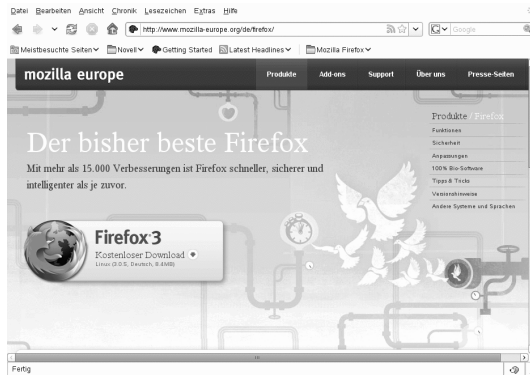 Datei Bearbeiten Ansicht Chronik Lesezeichen Extras Hilfe
http://www.mozilla-europe.org/de/firefox/
Google
Meistbesuchte Seiten Novell Getting Started Latest Headlines Mozilla Firefox
mozilla europe Produkte Add-ons Support Über uns Presse-Seiten
Produkte / Firefox
Funktionen
Sicherheit
Anpassungen
100% Bio-Software
Tipps & Tricks
Versionshinweise
Andere Systeme und Sprachen
Der bisher beste Firefox
Mit mehr als 15.000 Verbesserungen ist Firefox schneller, sicherer und
intelligenter als je zuvor.
Firefox 3
Kostenloser Download
Linux (3.0.5, Deutsch, 8.4MB)
Fertig